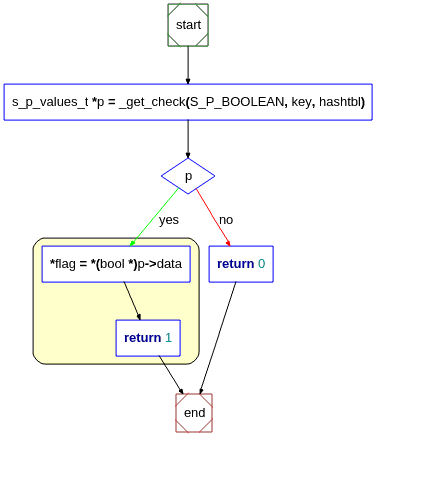 start
s_p_values_t *p = _get_check(S_P_BOOLEAN, key, hashtbl)
p
yes
no
*flag = *(bool *)p->data
return 0
return 1
end